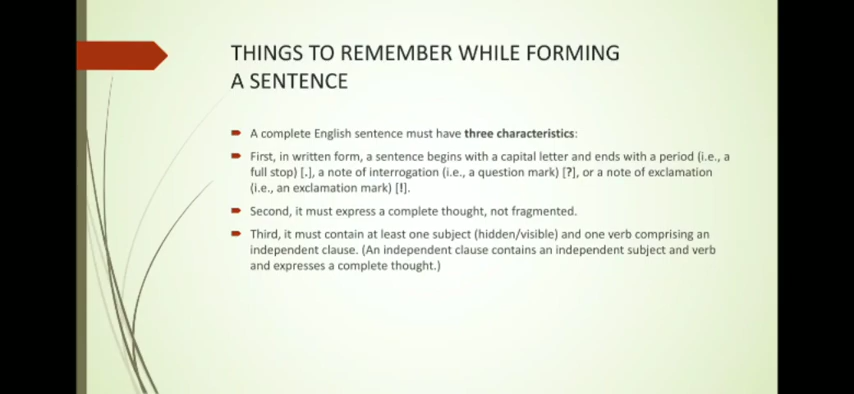 THINGS TO REMEMBER WHILE FORMING
A SENTENCE
A complete English sentence must have three characteristics:
First, in written form, a sentence begins with a capital letter and ends with a period (i.e., a
full stop) [.], a note of interrogation (i.e., a question mark) [?], or a note of exclamation
(i.e., an exclamation mark) [!].
Second, it must express a complete thought, not fragmented.
Third, it must contain at least one subject (hidden/visible) and one verb comprising an
independent clause. (An independent clause contains an independent subject and verb
and expresses a complete thought.)